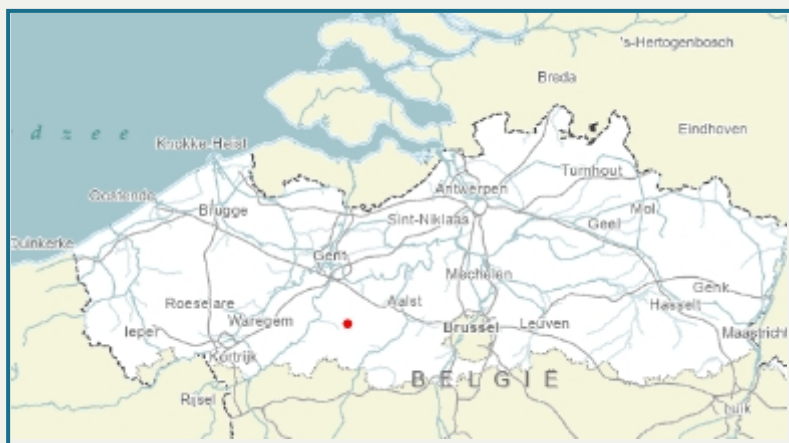 's-Hertogenbosch
Breda
d z e e
Eindhoven
Knokke-Heist
Turnhout
Antwerpen
Oostende
Brugge
Mol
Sint-Niklaas
Geel
Duinkerke
Gent
Mechelen
Genk
Roeselare
Aalst
Hasselt
Waregem
Brussel
Leuven
Ieper
Maastricht
Kortrijk
BELGIË
Rijsel
Luik